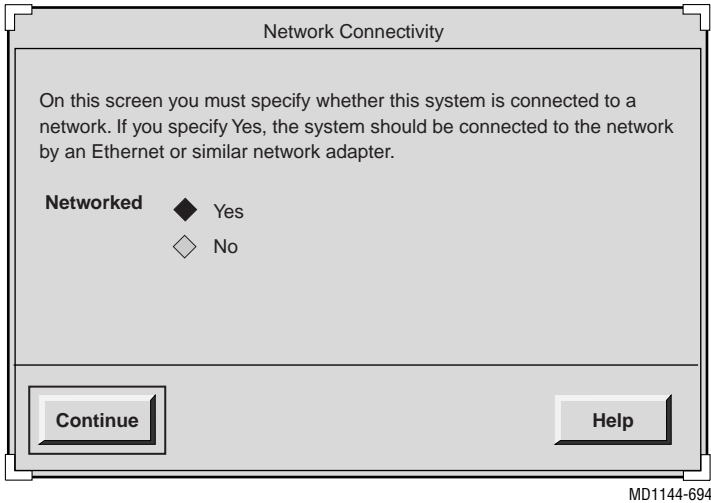 Network Connectivity
On this screen you must specify whether this system is connected to a
network. If you specify Yes, the system should be connected to the network
by an Ethernet or similar network adapter.
Networked
Yes
No
Continue
Help
MD1144-694